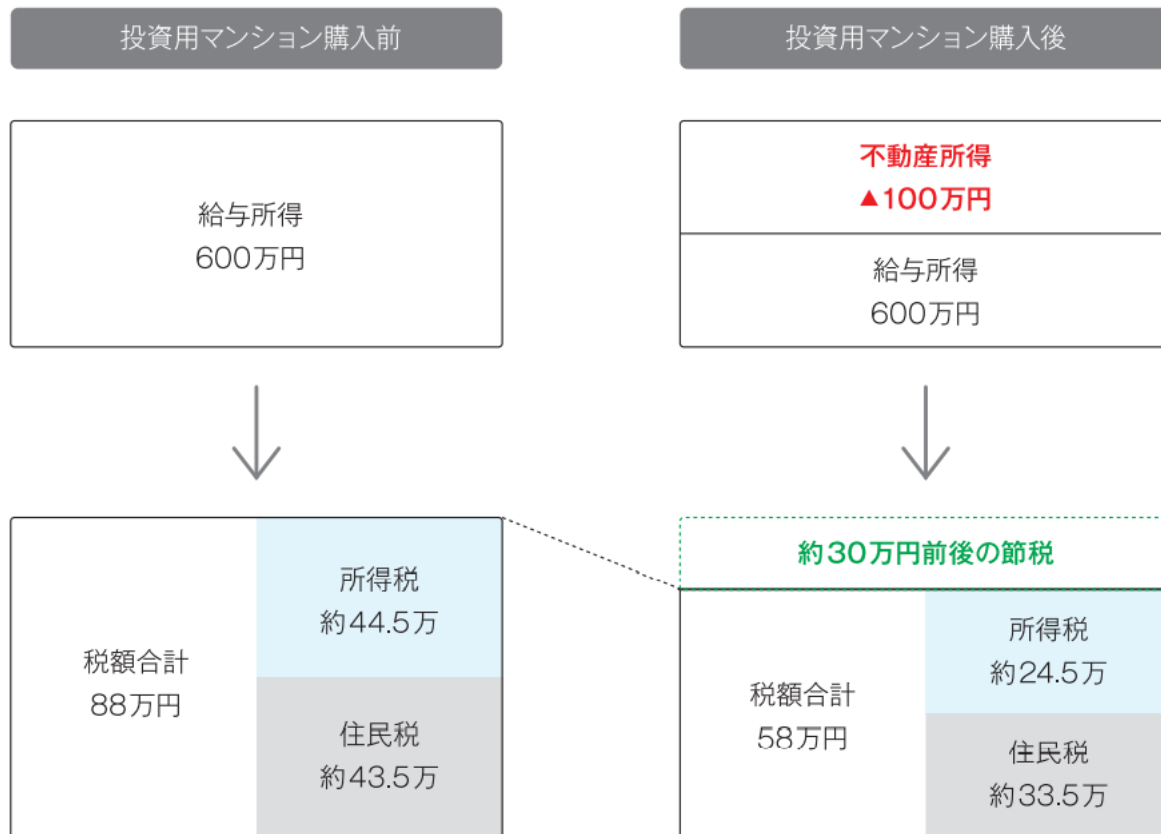 投資用マンション購入前
給与所得
600万円
税額合計
88万円
所得税
約44.5万
住民税
約43.5万
投資用マンション購入後
不動産所得
▲100万円
給与所得
600万円
約30万円前後の節税
税額合計
58万円
所得税
約24.5万
住民税
約33.5万